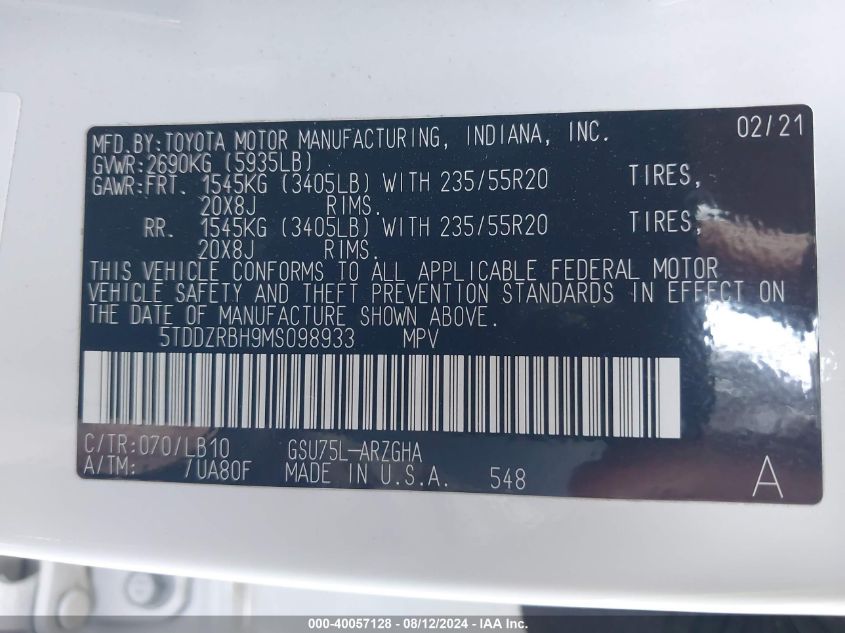 MFD.BY:TOYOTA MOTOR MANUFACTURING, INDIANA, INC. 02/21
GVWR:2690KG (5935LB)
GAWR:FRT. 1545KG (3405LB) WITH 235/55R20 TIRES,
20X8J RIMS.
RR. 1545KG (3405LB) WITH 235/55R20 TIRES,
20X8J RIMS.
THIS VEHICLE CONFORMS TO ALL APPLICABLE FEDERAL MOTOR
VEHICLE SAFETY AND THEFT PREVENTION STANDARDS IN EFFECT ON
THE DATE OF MANUFACTURE SHOWN ABOVE.
5TDDZRBH9MS098933 MPV
C/TR:070/LB10 GSU75L-ARZGHA
A/TM: /UA80F MADE IN U.S.A. 548 A
000-40057128 - 08/12/2024 - IAA Inc.